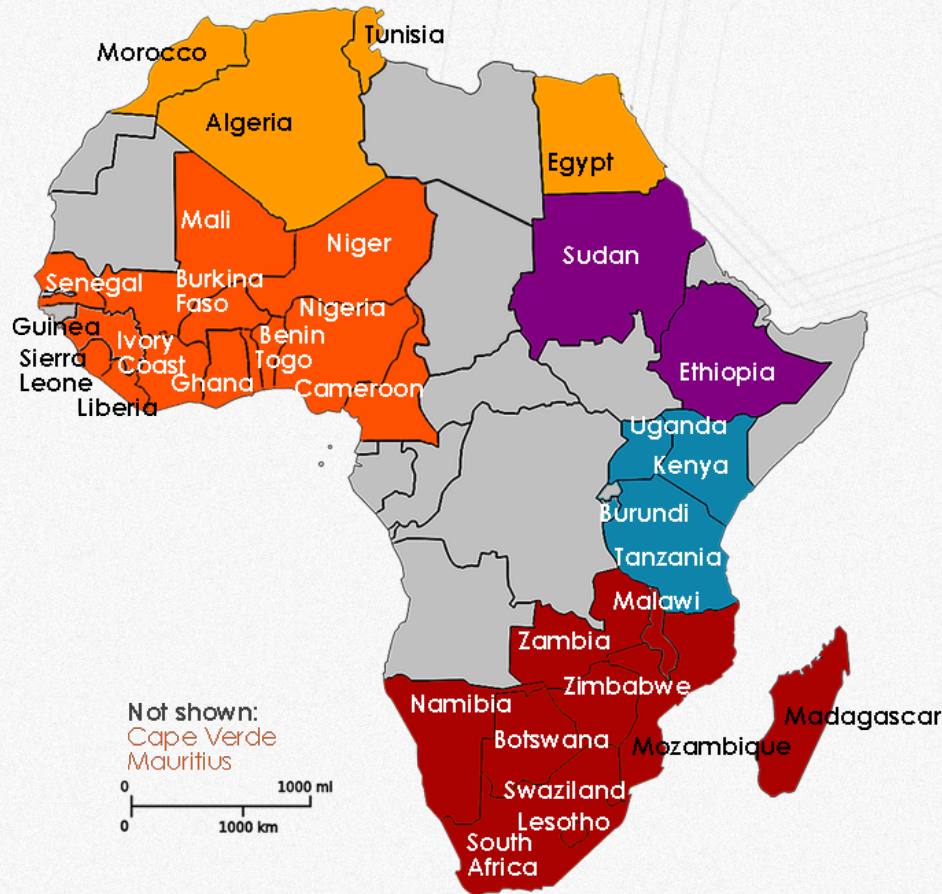 Tunisia
Morocco
Algeria
Egypt
Mali
Niger
Sudan
Senegal
Burkina
Faso
Nigeria
Guinea
Ivory
Coast
Benin
Togo
Sierra
Leone
Ghana
Cameroon
Liberia
Ethiopia
Uganda
Kenya
Burundi
Tanzania
Malawi
Zambia
Zimbabwe
Namibia
Madagascar
Botswana
Mozambique
Swaziland
Lesotho
South
Africa
Not shown:
Cape Verde
Mauritius
0 1000 mi
0 1000 km